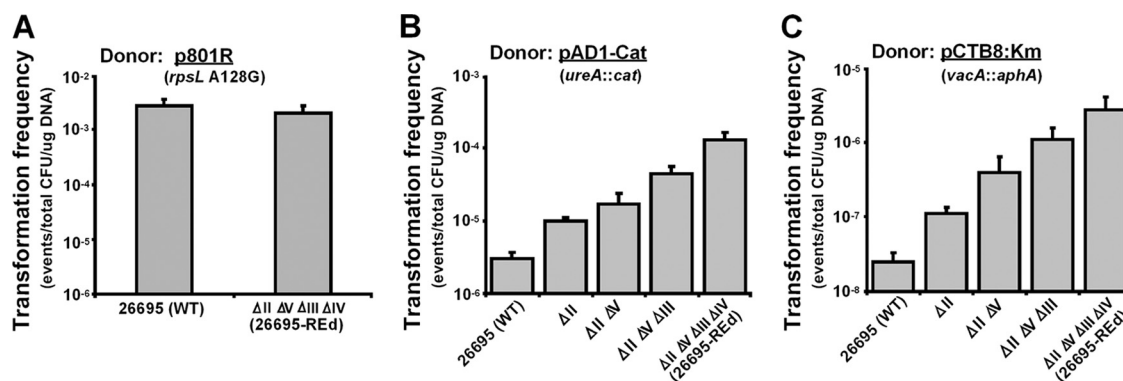 A
Donor: p801R
(rpsL A128G)
Transformation frequency
(events/total CFU/ug DNA)
10-2
10-3
10-4
10-5
10-6
26695 (WT)
ΔII ΔV ΔIII ΔIV
(26695-REd)
B
Donor: pAD1-Cat
(ureA::cat)
Transformation frequency
(events/total CFU/ug DNA)
10-3
10-4
10-5
10-6
26695 (WT)
ΔII
ΔII ΔV
ΔII ΔV ΔIII
ΔII ΔV ΔIII ΔIV
(26695-REd)
C
Donor: pCTB8:Km
(vacA::aphA)
Transformation frequency
(events/total CFU/ug DNA)
10-5
10-6
10-7
10-8
26695 (WT)
ΔII
ΔII ΔV
ΔII ΔV ΔIII
ΔII ΔV ΔIII ΔIV
(26695-REd)